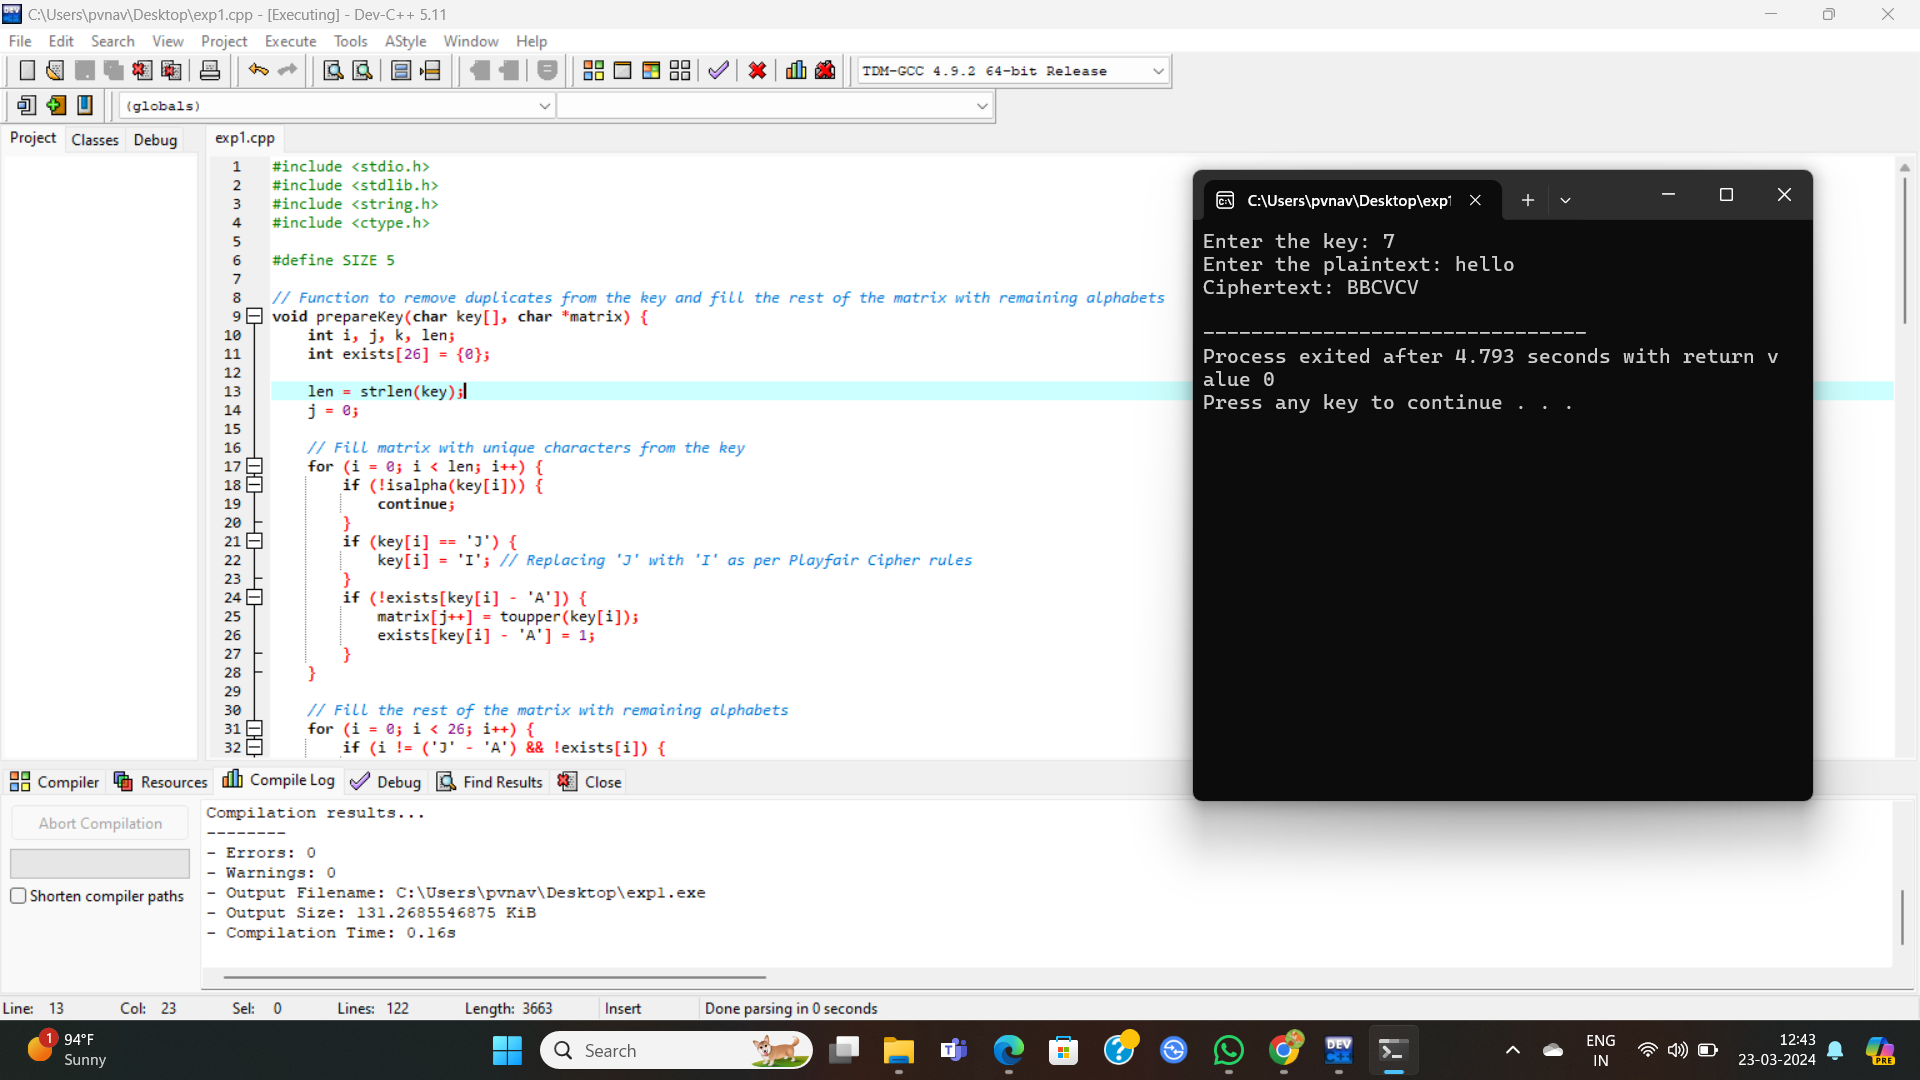 C:\Users\pvnav\Desktop\exp1.cpp - [Executing] - Dev-C++ 5.11
File Edit Search View Project Execute Tools AStyle Window Help
TDM-GCC 4.9.2 64-bit Release
(globals)
Project Classes Debug
exp1.cpp
1 #include <stdio.h>
2 #include <stdlib.h>
3 #include <string.h>
4 #include <ctype.h>
5
6 #define SIZE 5
7
8 // Function to remove duplicates from the key and fill the rest of the matrix with remaining alphabets
9 void prepareKey(char key[], char *matrix) {
10 int i, j, k, len;
11 int exists[26] = {0};
12
13 len = strlen(key);
14 j = 0;
15
16 // Fill matrix with unique characters from the key
17 for (i = 0; i < len; i++) {
18 if (!isalpha(key[i])) {
19 continue;
20 }
21 if (key[i] == 'J') {
22 key[i] = 'I'; // Replacing 'J' with 'I' as per Playfair Cipher rules
23 }
24 if (!exists[key[i] - 'A']) {
25 matrix[j++] = toupper(key[i]);
26 exists[key[i] - 'A'] = 1;
27 }
28 }
29
30 // Fill the rest of the matrix with remaining alphabets
31 for (i = 0; i < 26; i++) {
32 if (i != ('J' - 'A') && !exists[i]) {
C:\Users\pvnav\Desktop\exp1
Enter the key: 7
Enter the plaintext: hello
Ciphertext: BBCVCV
--------------------------------
Process exited after 4.793 seconds with return v
alue 0
Press any key to continue . . .
Compiler Resources Compile Log Debug Find Results Close
Abort Compilation
Shorten compiler paths
Compilation results...
--------
- Errors: 0
- Warnings: 0
- Output Filename: C:\Users\pvnav\Desktop\exp1.exe
- Output Size: 131.2685546875 KiB
- Compilation Time: 0.16s
Line: 13 Col: 23 Sel: 0 Lines: 122 Length: 3663 Insert Done parsing in 0 seconds
1
94°F
Sunny
Search
DEV
C++
PRE
ENG
IN
12:43
23-03-2024